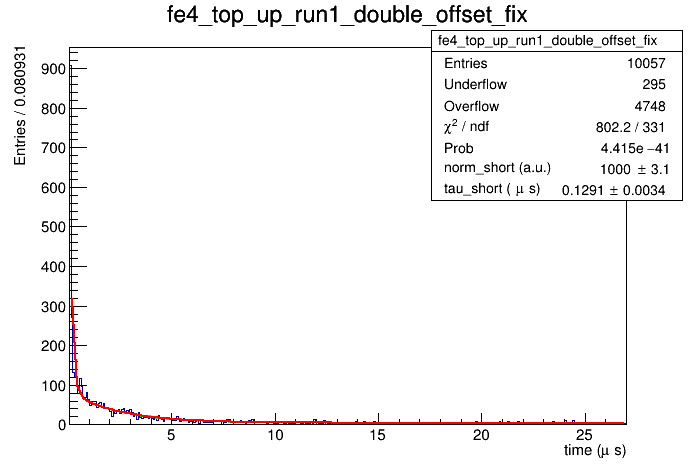 fe4_top_up_run1_double_offset_fix
fe4_top_up_run1_double_offset_fix
Entries 10057
Underflow 295
Overflow 4748
χ² / ndf 802.2 / 331
Prob 4.415e −41
norm_short (a.u.) 1000 ± 3.1
tau_short ( μ s) 0.1291 ± 0.0034
Entries / 0.080931
900
800
700
600
500
400
300
200
100
0
5 10 15 20 25
time (μ s)